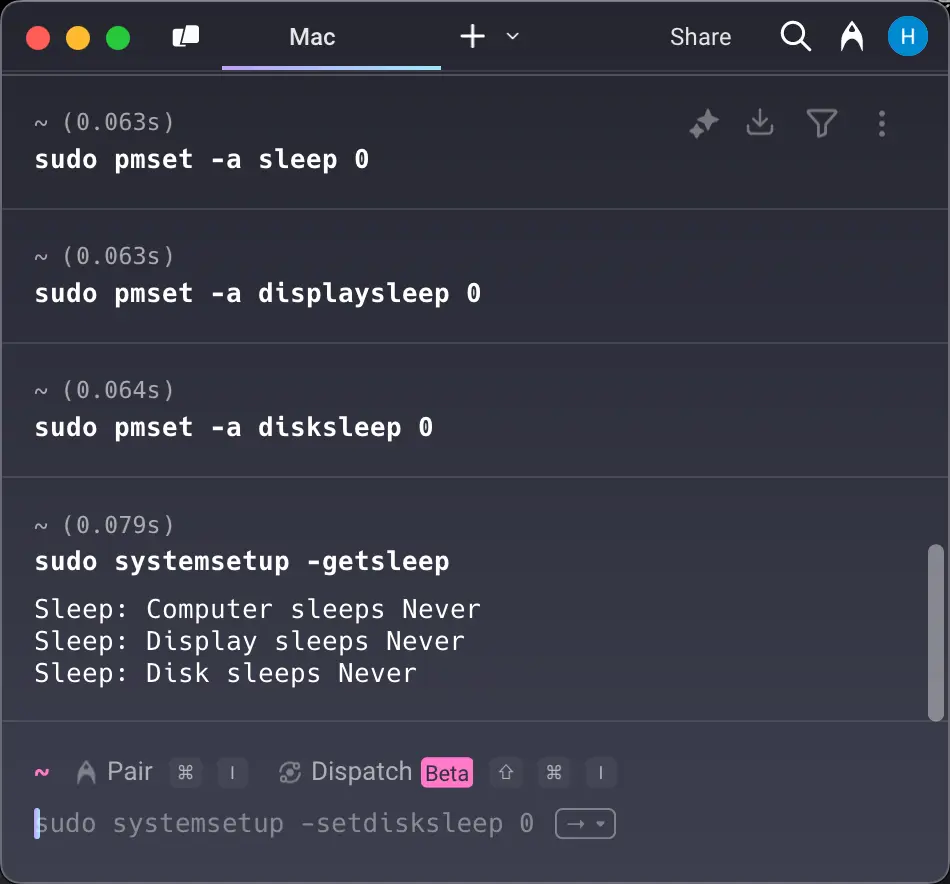 Mac
Share
H
~ (0.063s)
sudo pmset -a sleep 0
~ (0.063s)
sudo pmset -a displaysleep 0
~ (0.064s)
sudo pmset -a disksleep 0
~ (0.079s)
sudo systemsetup -getsleep
Sleep: Computer sleeps Never
Sleep: Display sleeps Never
Sleep: Disk sleeps Never
~ Pair ⌘ I Dispatch Beta ⇧ ⌘ I
sudo systemsetup -setdisksleep 0 →